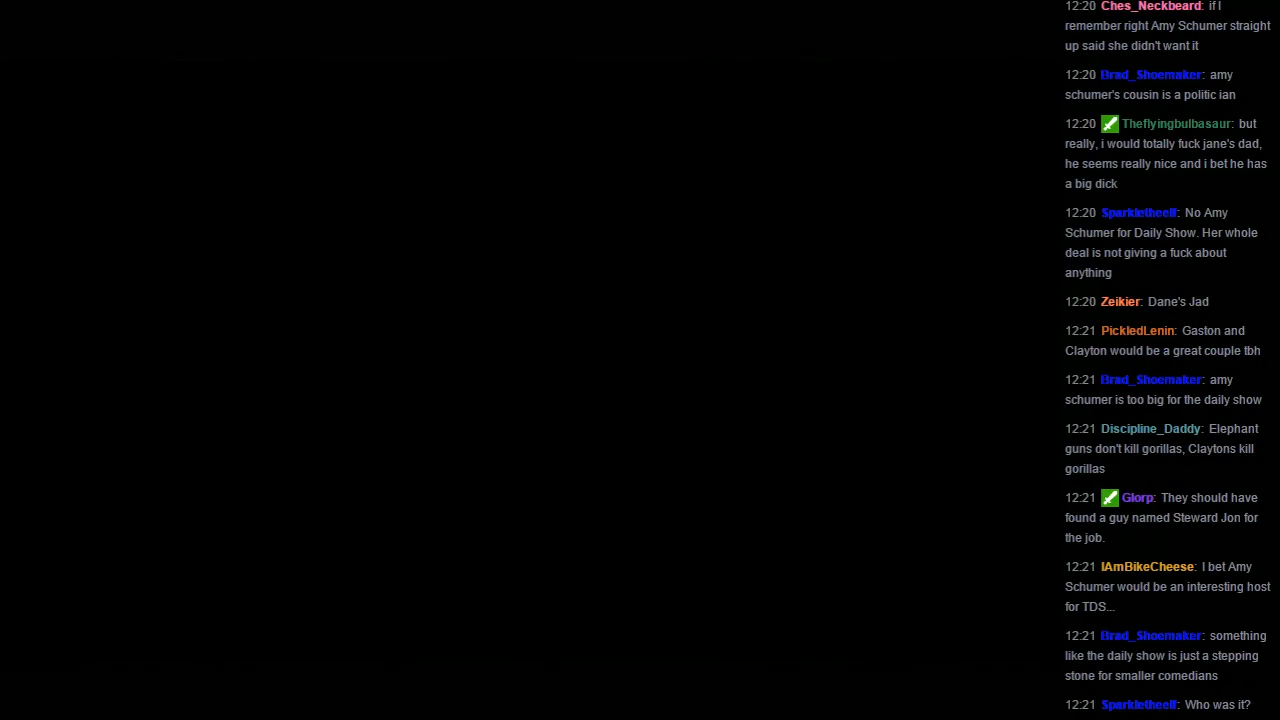 12:20 Ches_Neckbeard: if I
remember right Amy Schumer straight
up said she didn't want it
12:20 Brad_Shoemaker: amy
schumer's cousin is a politic ian
12:20 Theflyingbulbasaur: but
really, i would totally fuck jane's dad,
he seems really nice and i bet he has
a big dick
12:20 Sparkletheelf: No Amy
Schumer for Daily Show. Her whole
deal is not giving a fuck about
anything
12:20 Zeikier: Dane's Jad
12:21 PickledLenin: Gaston and
Clayton would be a great couple tbh
12:21 Brad_Shoemaker: amy
schumer is too big for the daily show
12:21 Discipline_Daddy: Elephant
guns don't kill gorillas, Claytons kill
gorillas
12:21 Glorp: They should have
found a guy named Steward Jon for
the job.
12:21 IAmBikeCheese: I bet Amy
Schumer would be an interesting host
for TDS...
12:21 Brad_Shoemaker: something
like the daily show is just a stepping
stone for smaller comedians
12:21 Sparkletheelf: Who was it?